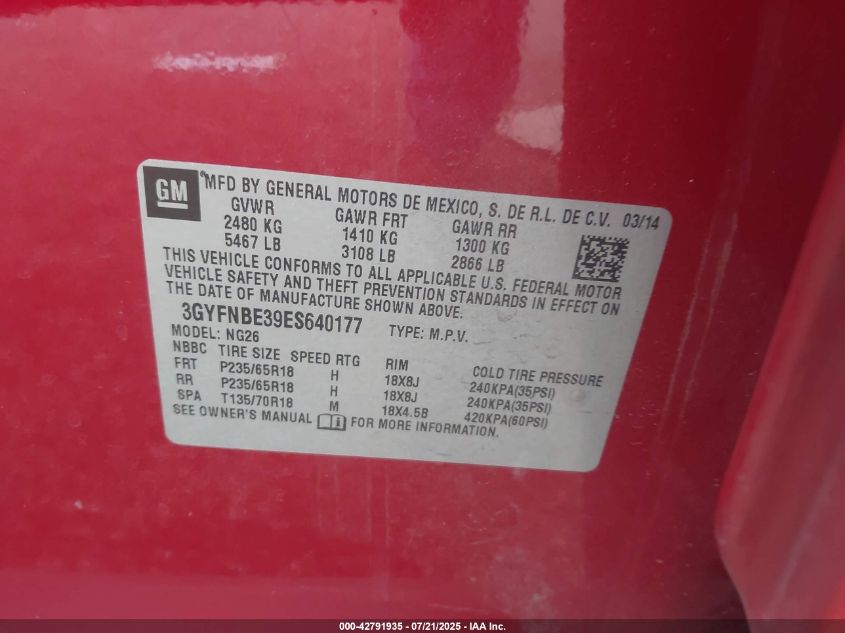 GM
MFD BY GENERAL MOTORS DE MEXICO, S. DE R.L. DE C.V. 03/14
GVWR GAWR FRT GAWR RR
2480 KG 1410 KG 1300 KG
5467 LB 3108 LB 2866 LB
THIS VEHICLE CONFORMS TO ALL APPLICABLE U.S. FEDERAL MOTOR
VEHICLE SAFETY AND THEFT PREVENTION STANDARDS IN EFFECT ON
THE DATE OF MANUFACTURE SHOWN ABOVE.
3GYFNBE39ES640177 TYPE: M.P.V.
MODEL: NG26
NBBC TIRE SIZE SPEED RTG RIM COLD TIRE PRESSURE
FRT P235/65R18 H 18X8J 240KPA(35PSI)
RR P235/65R18 H 18X8J 240KPA(35PSI)
SPA T135/70R18 M 18X4.5B 420KPA(60PSI)
SEE OWNER'S MANUAL FOR MORE INFORMATION.
000-42791935 - 07/21/2025 - IAA Inc.